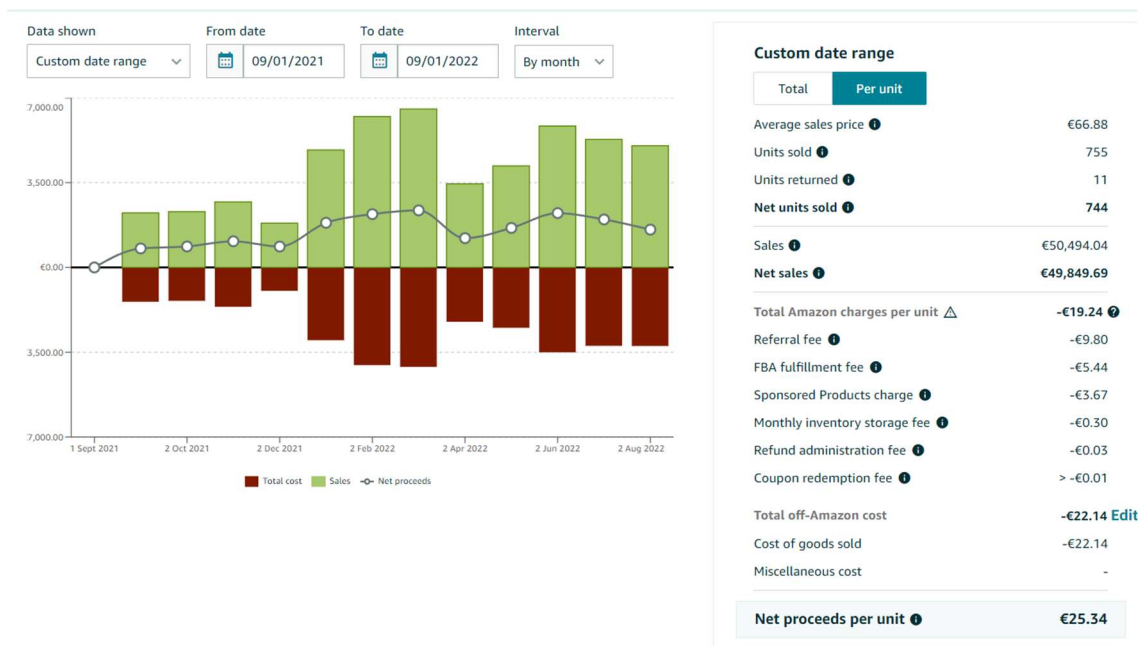 Data shown
From date
To date
Interval
Custom date range
09/01/2021
09/01/2022
By month
7,000.00
3,500.00
€0.00
3,500.00
7,000.00
1 Sept 2021
2 Oct 2021
2 Dec 2021
2 Feb 2022
2 Apr 2022
2 Jun 2022
2 Aug 2022
Total cost
Sales
Net proceeds
Custom date range
Total
Per unit
Average sales price €66.88
Units sold 755
Units returned 11
Net units sold 744
Sales €50,494.04
Net sales €49,849.69
Total Amazon charges per unit -€19.24
Referral fee -€9.80
FBA fulfillment fee -€5.44
Sponsored Products charge -€3.67
Monthly inventory storage fee -€0.30
Refund administration fee -€0.03
Coupon redemption fee > -€0.01
Total off-Amazon cost -€22.14 Edit
Cost of goods sold -€22.14
Miscellaneous cost -
Net proceeds per unit €25.34